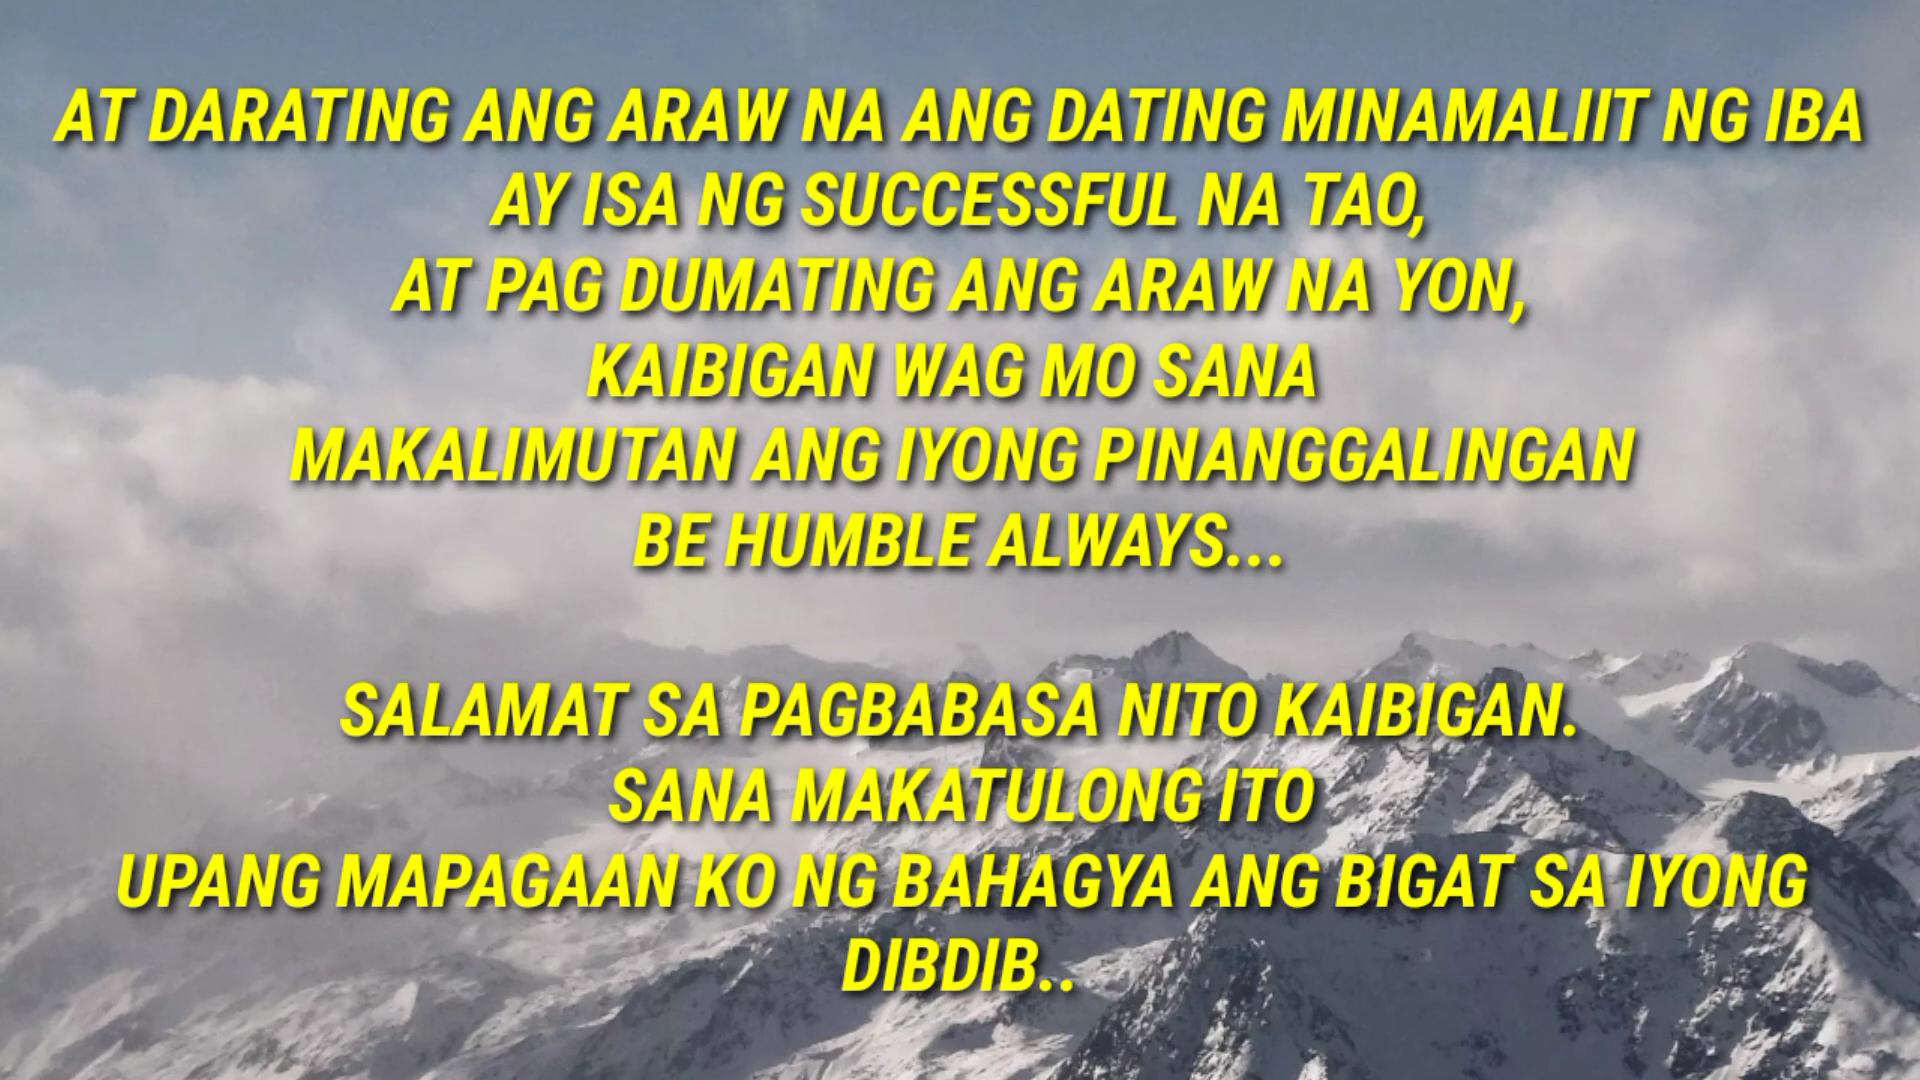 AT DARATING ANG ARAW NA ANG DATING MINAMALIIT NG IBA
AY ISA NG SUCCESSFUL NA TAO,
AT PAG DUMATING ANG ARAW NA YON,
KAIBIGAN WAG MO SANA
MAKALIMUTAN ANG IYONG PINANGGALINGAN
BE HUMBLE ALWAYS...
SALAMAT SA PAGBABASA NITO KAIBIGAN.
SANA MAKATULONG ITO
UPANG MAPAGAAN KO NG BAHAGYA ANG BIGAT SA IYONG
DIBDIB..